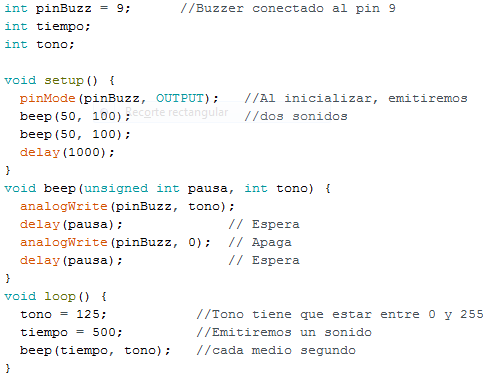 int pinBuzz = 9;      //Buzzer conectado al pin 9
int tiempo;
int tono;

void setup() {
  pinMode(pinBuzz, OUTPUT);   //Al inicializar, emitiremos
  beep(50, 100);              //dos sonidos
Recorte rectangular
  beep(50, 100);
  delay(1000);
}
void beep(unsigned int pausa, int tono) {
  analogWrite(pinBuzz, tono);
  delay(pausa);             // Espera
  analogWrite(pinBuzz, 0);  // Apaga
  delay(pausa);             // Espera
}
void loop() {
  tono = 125;           //Tono tiene que estar entre 0 y 255
  tiempo = 500;         //Emitiremos un sonido
  beep(tiempo, tono);   //cada medio segundo
}